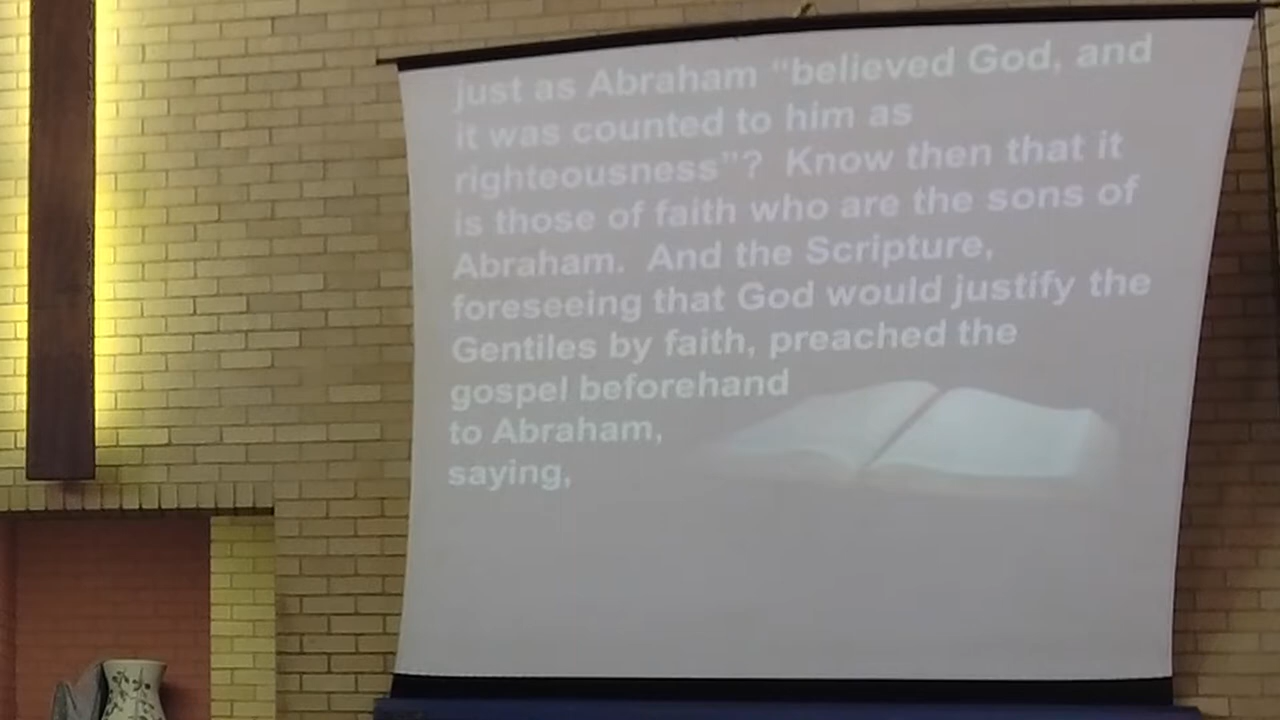 just as Abraham “believed God, and
it was counted to him as
righteousness”?  Know then that it
is those of faith who are the sons of
Abraham.  And the Scripture,
foreseeing that God would justify the
Gentiles by faith, preached the
gospel beforehand
to Abraham,
saying,